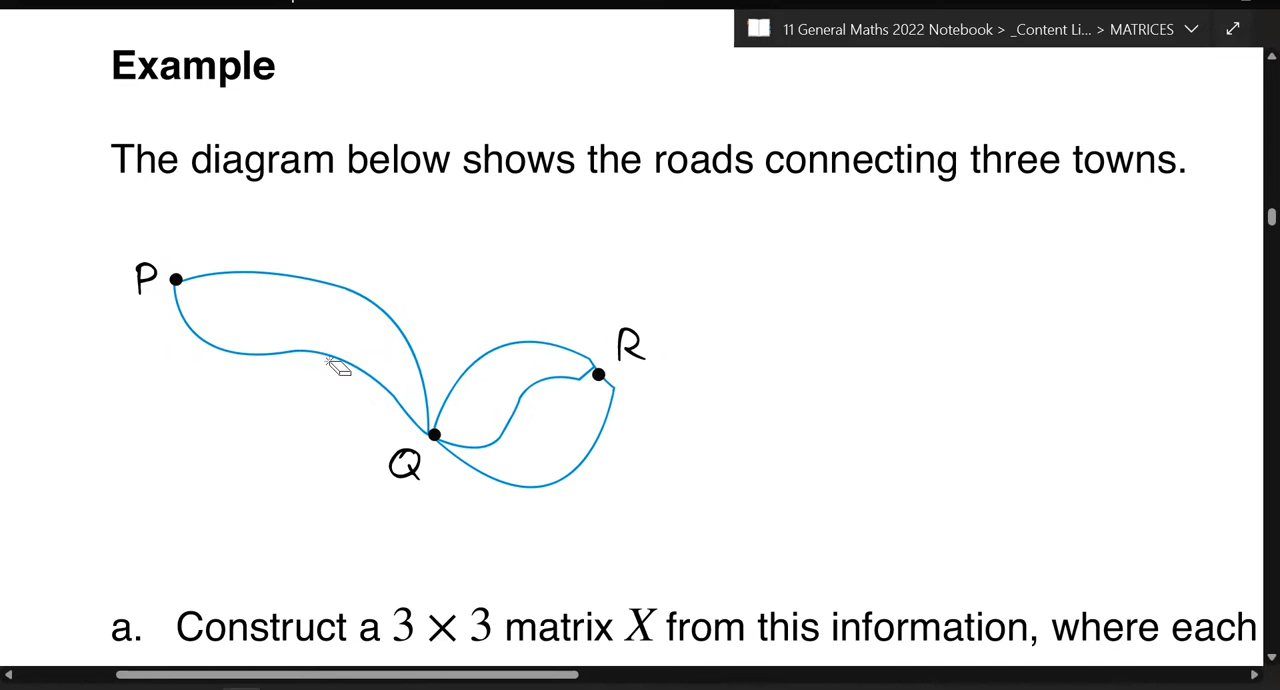 11 General Maths 2022 Notebook > _Content Li... > MATRICES
Example
The diagram below shows the roads connecting three towns.
P
R
Q
a. Construct a 3 × 3 matrix X from this information, where each